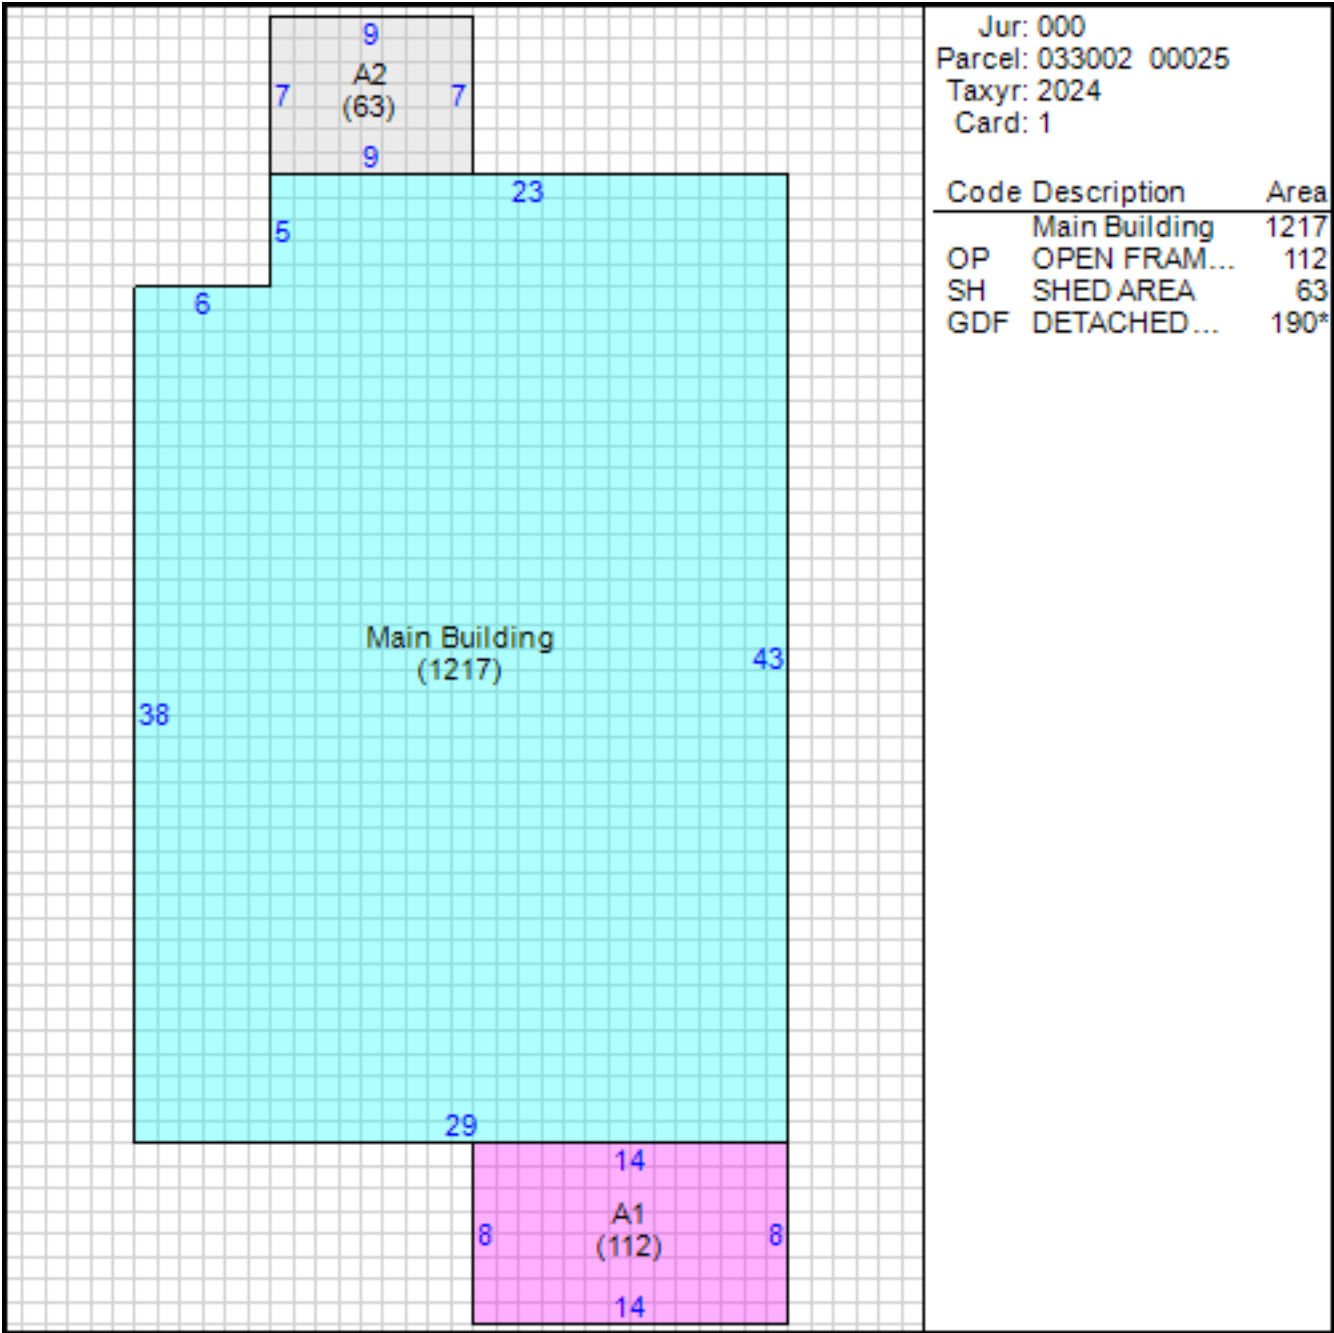 9
A2
7 7
(63)
9
23
5
6
Main Building
(1217)
43
38
29
14
A1
8 8
(112)
14
Jur: 000
Parcel: 033002 00025
Taxyr: 2024
Card: 1
Code Description Area
Main Building 1217
OP OPEN FRAM... 112
SH SHED AREA 63
GDF DETACHED... 190*